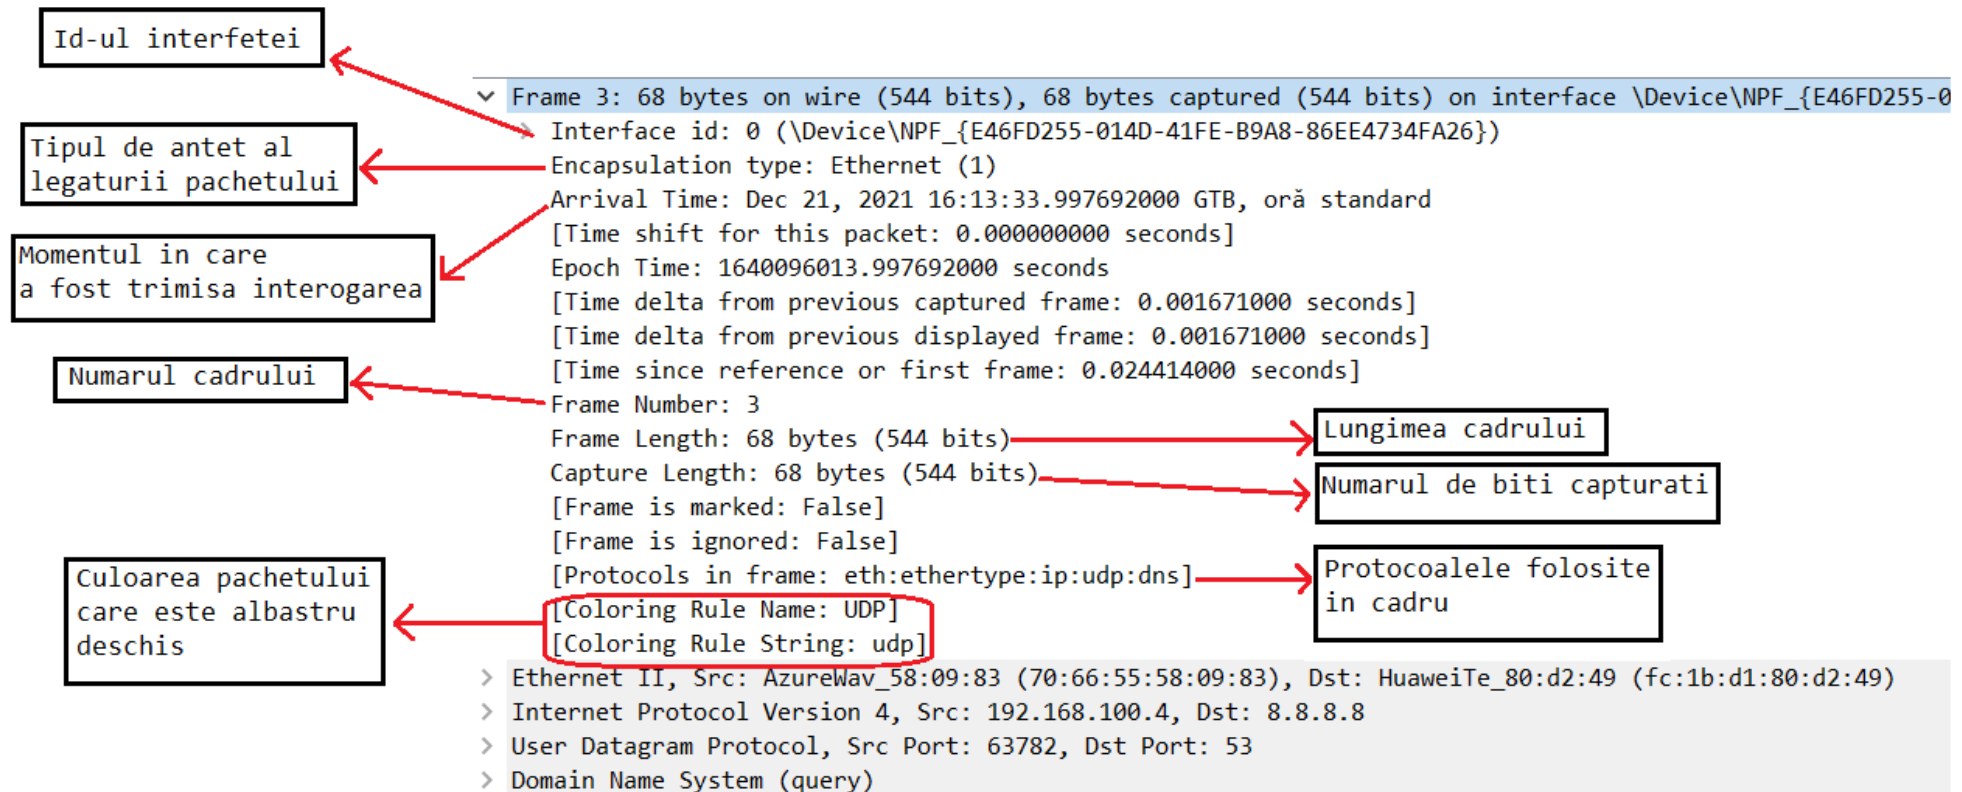 Id-ul interfetei
Frame 3: 68 bytes on wire (544 bits), 68 bytes captured (544 bits) on interface \Device\NPF_{E46FD255-0
Interface id: 0 (\Device\NPF_{E46FD255-014D-41FE-B9A8-86EE4734FA26})
Tipul de antet al
legaturii pachetului
Encapsulation type: Ethernet (1)
Arrival Time: Dec 21, 2021 16:13:33.997692000 GTB, oră standard
[Time shift for this packet: 0.000000000 seconds]
Momentul in care
a fost trimisa interogarea
Epoch Time: 1640096013.997692000 seconds
[Time delta from previous captured frame: 0.001671000 seconds]
[Time delta from previous displayed frame: 0.001671000 seconds]
[Time since reference or first frame: 0.024414000 seconds]
Numarul cadrului
Frame Number: 3
Frame Length: 68 bytes (544 bits)
Lungimea cadrului
Capture Length: 68 bytes (544 bits)
Numarul de biti capturati
[Frame is marked: False]
[Frame is ignored: False]
[Protocols in frame: eth:ethertype:ip:udp:dns]
Protocoalele folosite
in cadru
Culoarea pachetului
care este albastru
deschis
[Coloring Rule Name: UDP]
[Coloring Rule String: udp]
Ethernet II, Src: AzureWav_58:09:83 (70:66:55:58:09:83), Dst: HuaweiTe_80:d2:49 (fc:1b:d1:80:d2:49)
Internet Protocol Version 4, Src: 192.168.100.4, Dst: 8.8.8.8
User Datagram Protocol, Src Port: 63782, Dst Port: 53
Domain Name System (query)